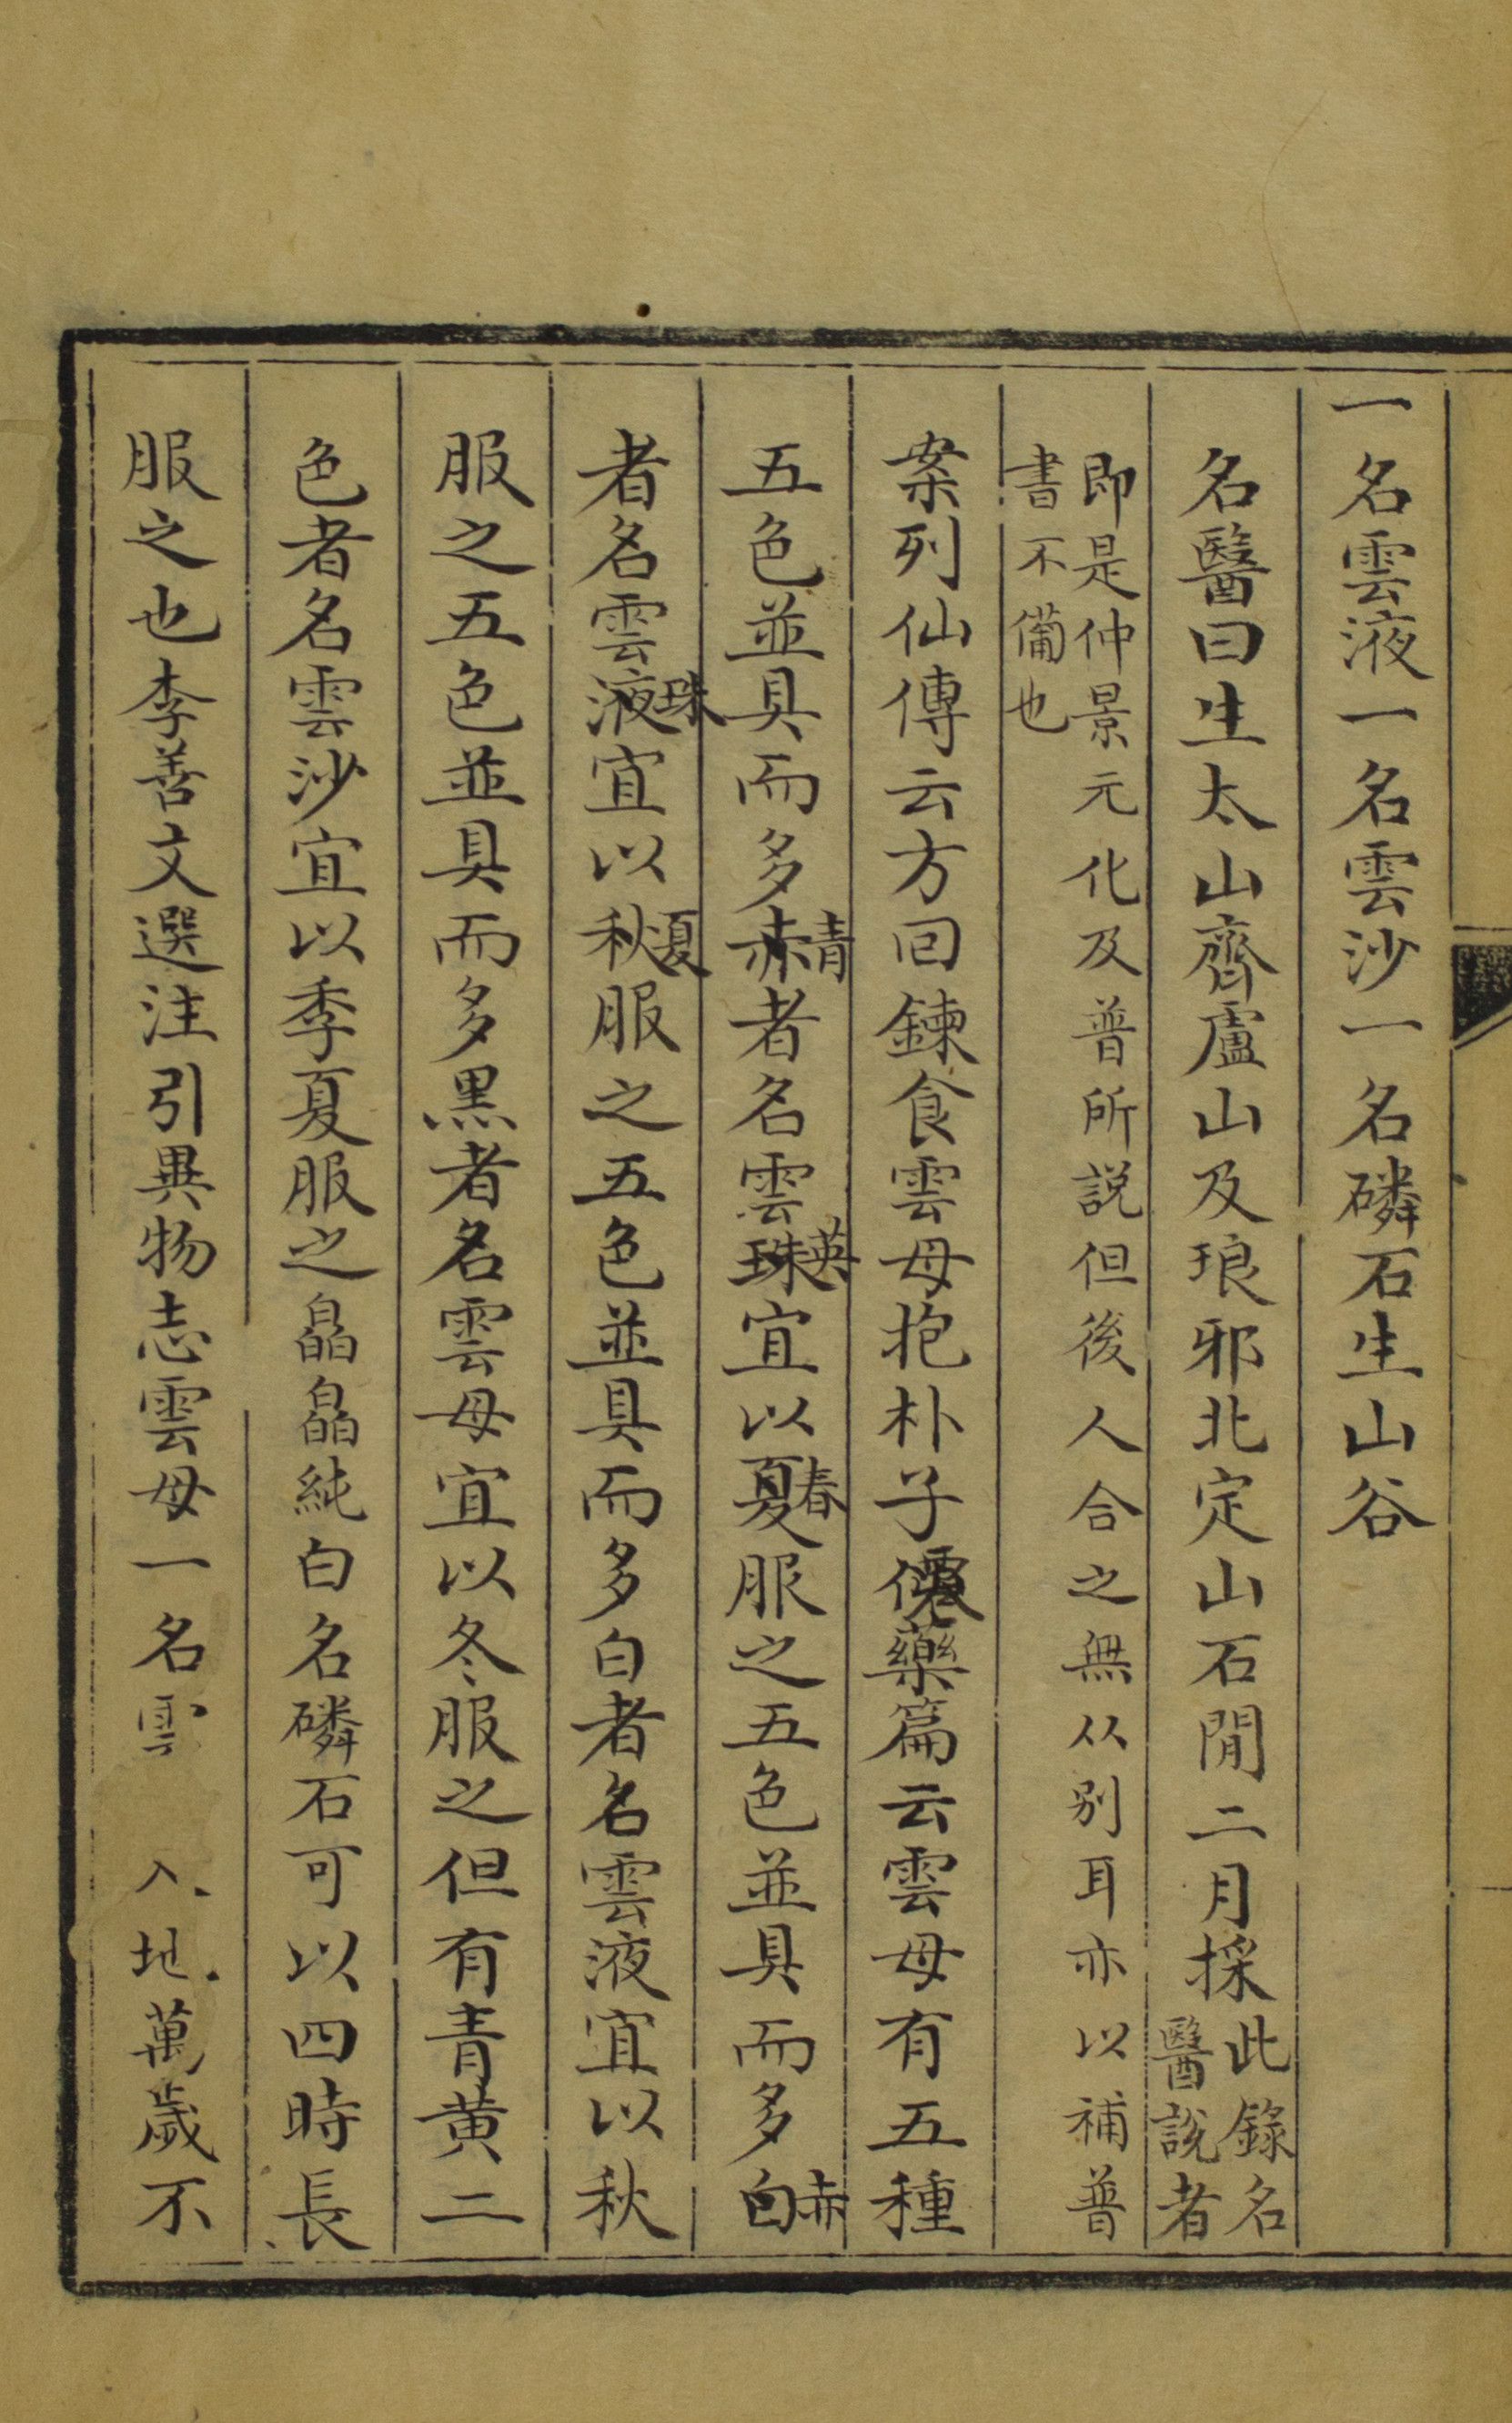 一名雲液一名雲沙一名磷石生山谷
名醫曰生太山齊盧山及琅邪北定山石閒二月採此錄名醫說者
即是仲景元化及普所説但後人合之無从别耳亦以補普書不備也
案列仙傳云方回鍊食雲母抱朴子僊藥篇云雲母有五種
五色並具而多赤青者名雲珠英宜以夏春服之五色並具而多白赤
者名雲液珠宜以秋夏服之五色並具而多白者名雲液宜以秋
服之五色並具而多黑者名雲母宜以冬服之但有青黄二
色者名雲沙宜以季夏服之皛皛純白名磷石可以四時長
服之也李善文選注引異物志雲母一名雲 入地萬歲不